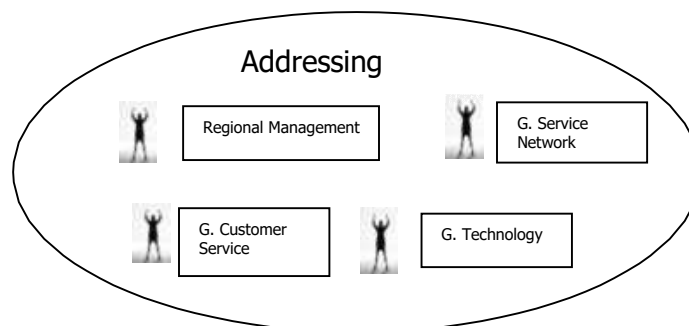 Addressing
Regional Management
G. Service
Network
G. Customer
Service
G. Technology